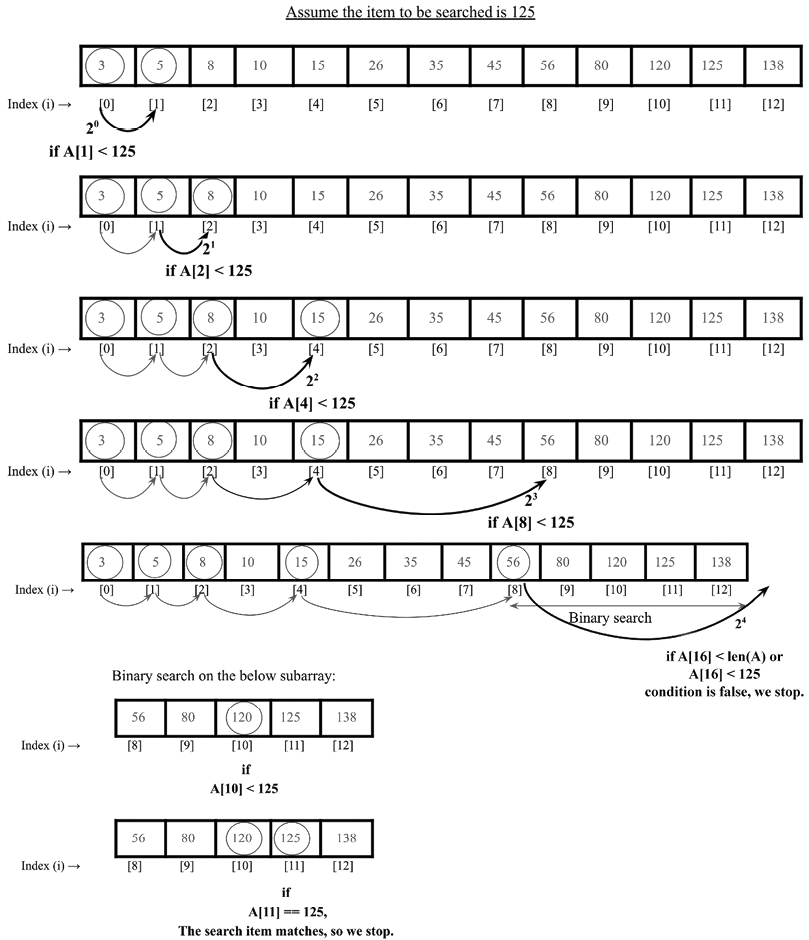 Assume the item to be searched is 125
3 5 8 10 15 26 35 45 56 80 120 125 138
Index (i) → [0] [1] [2] [3] [4] [5] [6] [7] [8] [9] [10] [11] [12]
2⁰
if A[1] < 125
3 5 8 10 15 26 35 45 56 80 120 125 138
Index (i) → [0] [1] [2] [3] [4] [5] [6] [7] [8] [9] [10] [11] [12]
2¹
if A[2] < 125
3 5 8 10 15 26 35 45 56 80 120 125 138
Index (i) → [0] [1] [2] [3] [4] [5] [6] [7] [8] [9] [10] [11] [12]
2²
if A[4] < 125
3 5 8 10 15 26 35 45 56 80 120 125 138
Index (i) → [0] [1] [2] [3] [4] [5] [6] [7] [8] [9] [10] [11] [12]
2³
if A[8] < 125
3 5 8 10 15 26 35 45 56 80 120 125 138
Index (i) → [0] [1] [2] [3] [4] [5] [6] [7] [8] [9] [10] [11] [12]
Binary search
2⁴
if A[16] < len(A) or
A[16] < 125
condition is false, we stop.
Binary search on the below subarray:
56 80 120 125 138
Index (i) → [8] [9] [10] [11] [12]
if
A[10] < 125
56 80 120 125 138
Index (i) → [8] [9] [10] [11] [12]
if
A[11] == 125,
The search item matches, so we stop.